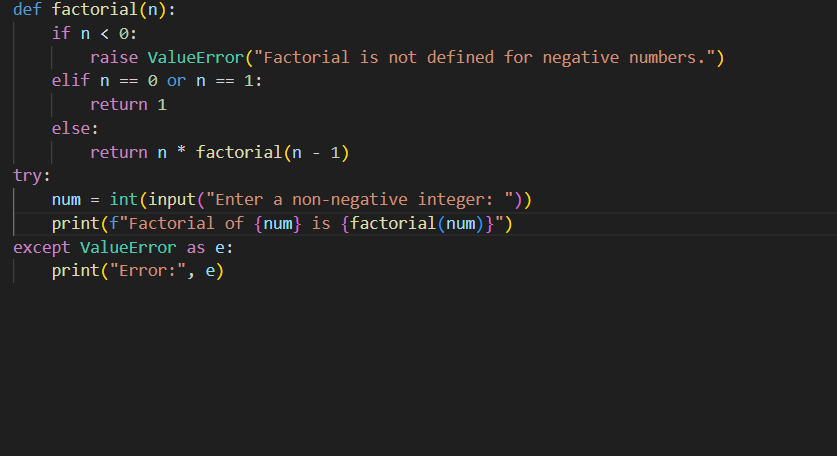 def factorial(n):
    if n < 0:
        raise ValueError("Factorial is not defined for negative numbers.")
    elif n == 0 or n == 1:
        return 1
    else:
        return n * factorial(n - 1)
try:
    num = int(input("Enter a non-negative integer: "))
    print(f"Factorial of {num} is {factorial(num)}")
except ValueError as e:
    print("Error:", e)